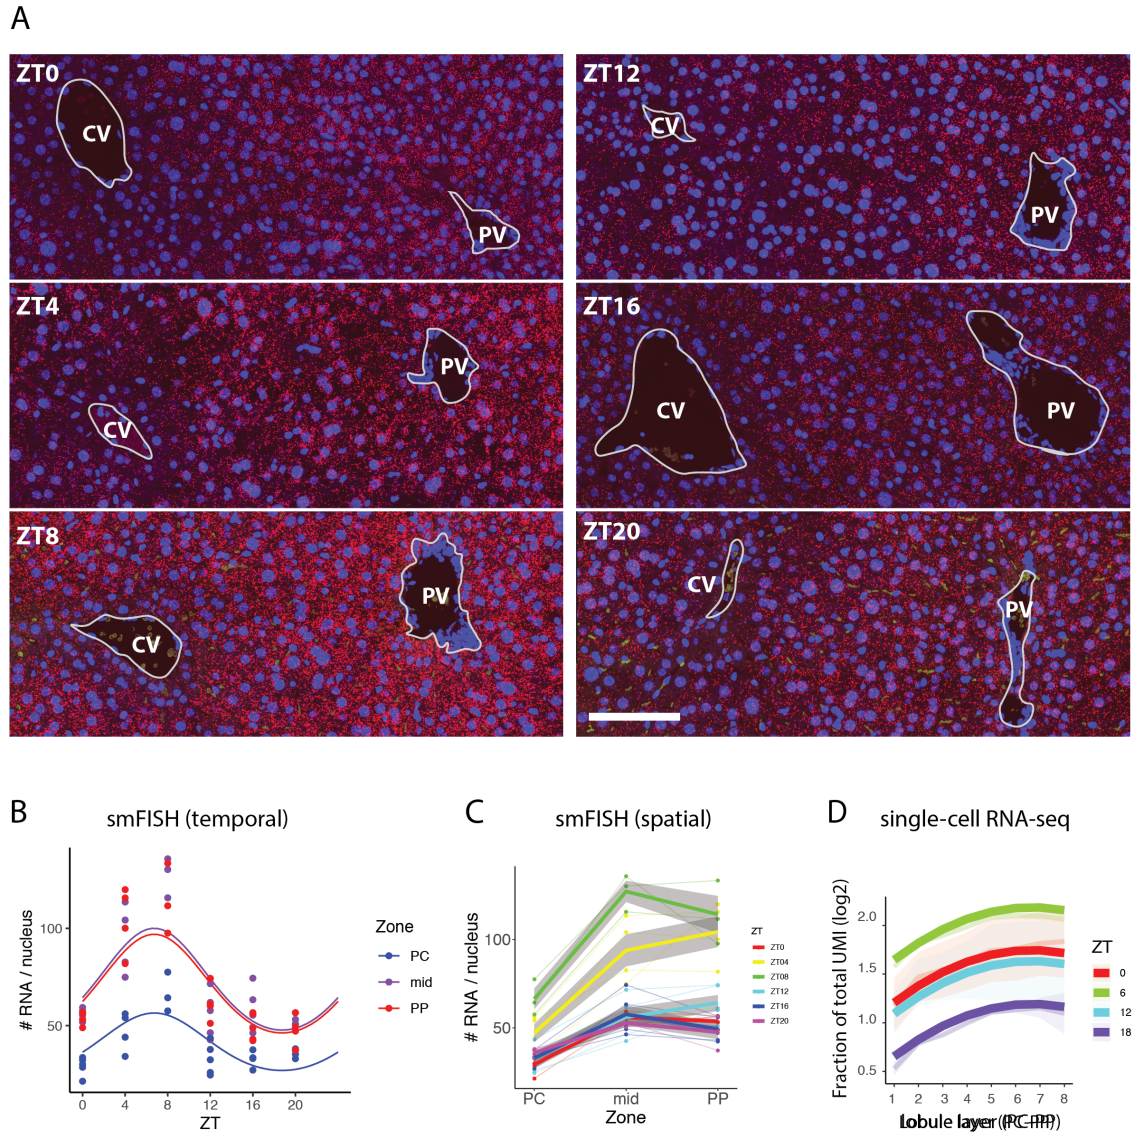 A
ZT0
CV
PV
ZT12
CV
PV
ZT4
CV
PV
ZT16
CV
PV
ZT8
CV
PV
ZT20
CV
PV
B
smFISH (temporal)
# RNA / nucleus
100
50
0
4
8
12
16
20
ZT
Zone
PC
mid
PP
C
smFISH (spatial)
# RNA / nucleus
100
50
PC
mid
PP
Zone
ZT
ZT0
ZT04
ZT08
ZT12
ZT16
ZT20
D
single-cell RNA-seq
Fraction of total UMI (log2)
2.0
1.5
1.0
0.5
1 2 3 4 5 6 7 8
Lobule layer (PC-PP)
ZT
0
6
12
18